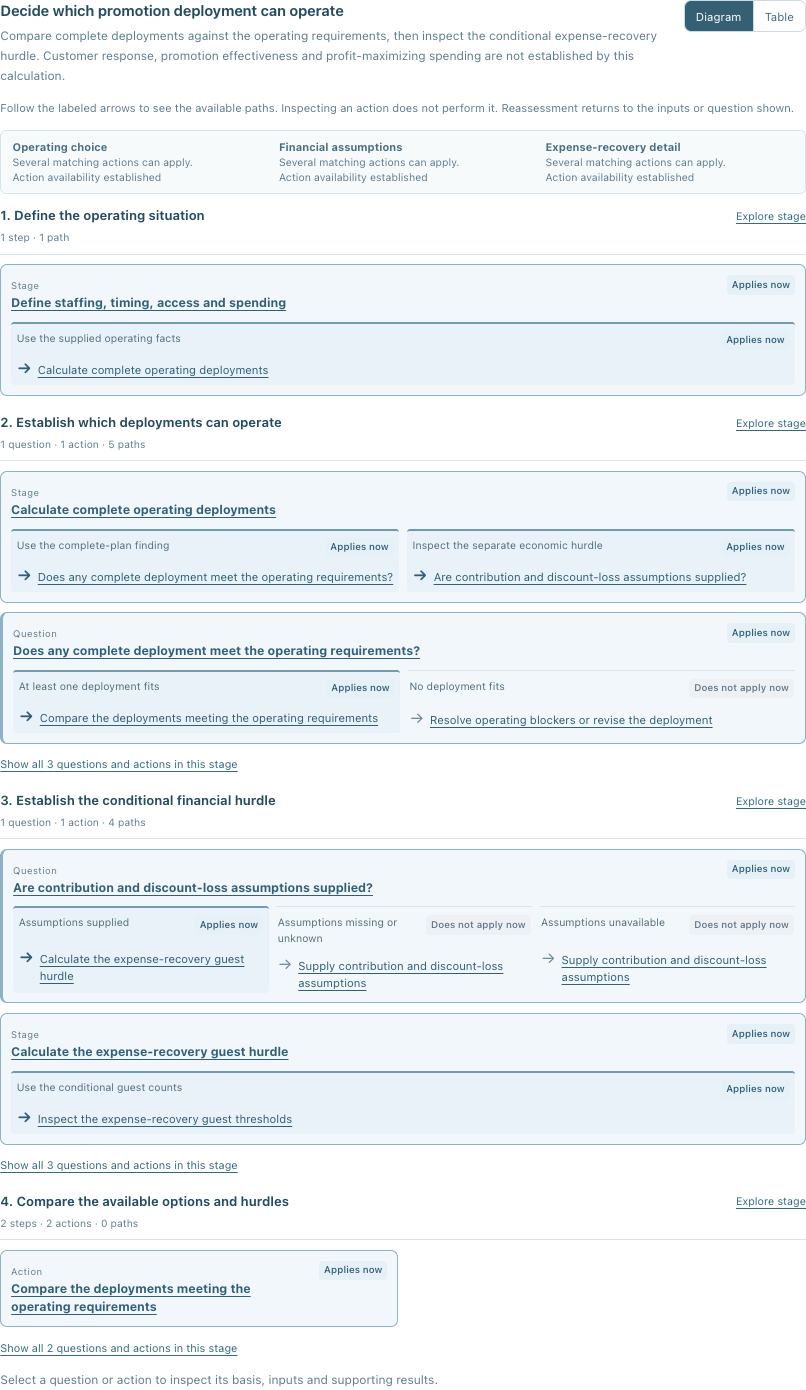 Decide which promotion deployment can operate
Diagram
Table
Compare complete deployments against the operating requirements, then inspect the conditional expense-recovery
hurdle. Customer response, promotion effectiveness and profit-maximizing spending are not established by this
calculation.
Follow the labeled arrows to see the available paths. Inspecting an action does not perform it. Reassessment returns to the inputs or question shown.
Operating choice
Several matching actions can apply.
Action availability established
Financial assumptions
Several matching actions can apply.
Action availability established
Expense-recovery detail
Several matching actions can apply.
Action availability established
1. Define the operating situation
Explore stage
1 step · 1 path
Stage
Applies now
Define staffing, timing, access and spending
Use the supplied operating facts
Applies now
→ Calculate complete operating deployments
2. Establish which deployments can operate
Explore stage
1 question · 1 action · 5 paths
Stage
Applies now
Calculate complete operating deployments
Use the complete-plan finding
Applies now
→ Does any complete deployment meet the operating requirements?
Inspect the separate economic hurdle
Applies now
→ Are contribution and discount-loss assumptions supplied?
Question
Applies now
Does any complete deployment meet the operating requirements?
At least one deployment fits
Applies now
→ Compare the deployments meeting the operating requirements
No deployment fits
Does not apply now
→ Resolve operating blockers or revise the deployment
Show all 3 questions and actions in this stage
3. Establish the conditional financial hurdle
Explore stage
1 question · 1 action · 4 paths
Question
Applies now
Are contribution and discount-loss assumptions supplied?
Assumptions supplied
Applies now
→ Calculate the expense-recovery guest
hurdle
Assumptions missing or
unknown
Does not apply now
→ Supply contribution and discount-loss
assumptions
Assumptions unavailable
Does not apply now
→ Supply contribution and discount-loss
assumptions
Stage
Applies now
Calculate the expense-recovery guest hurdle
Use the conditional guest counts
Applies now
→ Inspect the expense-recovery guest thresholds
Show all 3 questions and actions in this stage
4. Compare the available options and hurdles
Explore stage
2 steps · 2 actions · 0 paths
Action
Applies now
Compare the deployments meeting the
operating requirements
Show all 2 questions and actions in this stage
Select a question or action to inspect its basis, inputs and supporting results.